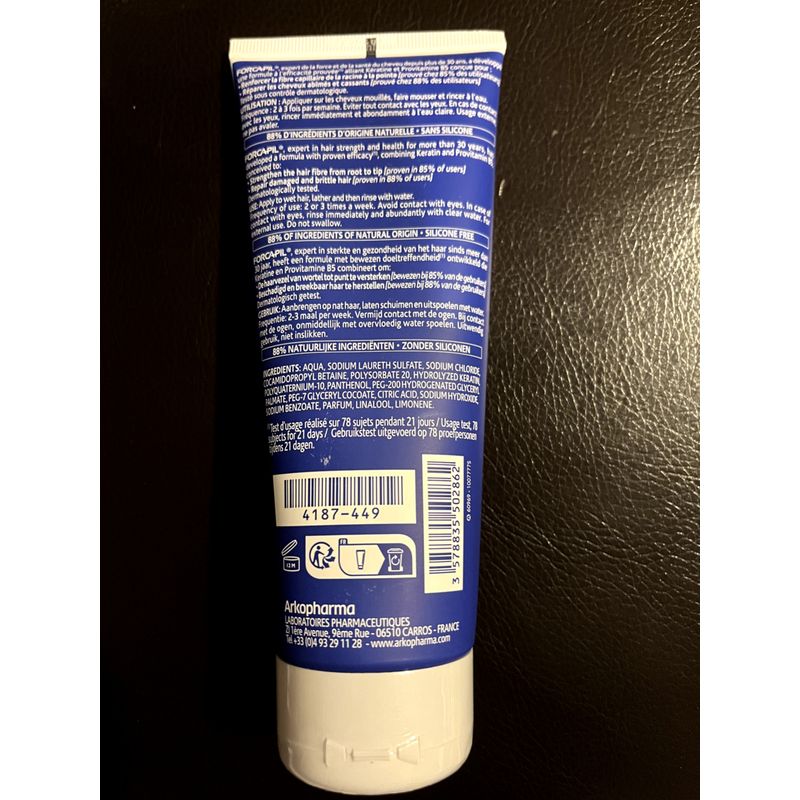 FORCAPIL®, expert de la force et de la santé du cheveu depuis plus de 30 ans, a développé
une formule à l'efficacité prouvée⁽¹⁾ alliant Kératine et Provitamine B5 conçue pour :
- Renforcer la fibre capillaire de la racine à la pointe [prouvé chez 85% des utilisateurs]
- Réparer les cheveux abîmés et cassants [prouvé chez 88% des utilisateurs]
Testé sous contrôle dermatologique.
UTILISATION : Appliquer sur les cheveux mouillés, faire mousser et rincer à l'eau.
Fréquence : 2 à 3 fois par semaine. Éviter tout contact avec les yeux. En cas de contact
avec les yeux, rincer immédiatement et abondamment à l'eau claire. Usage externe.
Ne pas avaler.
88% D'INGRÉDIENTS D'ORIGINE NATURELLE - SANS SILICONE
FORCAPIL®, expert in hair strength and health for more than 30 years, has
developed a formula with proven efficacy⁽¹⁾, combining Keratin and Provitamin B5
conceived to:
- Strengthen the hair fibre from root to tip [proven in 85% of users]
- Repair damaged and brittle hair [proven in 88% of users]
Dermatologically tested.
USE: Apply to wet hair, lather and then rinse with water.
Frequency of use: 2 or 3 times a week. Avoid contact with eyes. In case of
contact with eyes, rinse immediately and abundantly with clear water. For
external use. Do not swallow.
88% OF INGREDIENTS OF NATURAL ORIGIN - SILICONE FREE
FORCAPIL®, expert in sterkte en gezondheid van het haar sinds meer dan
30 jaar, heeft een formule met bewezen doeltreffendheid⁽¹⁾ ontwikkeld die
Keratine en Provitamine B5 combineert om:
- De haarvezel van wortel tot punt te versterken [bewezen bij 85% van de gebruikers]
- Beschadigd en breekbaar haar te herstellen [bewezen bij 88% van de gebruikers]
Dermatologisch getest.
GEBRUIK: Aanbrengen op nat haar, laten schuimen en uitspoelen met water.
Frequentie: 2-3 maal per week. Vermijd contact met de ogen. Bij contact
met de ogen, onmiddellijk met overvloedig water spoelen. Uitwendig
gebruik, niet inslikken.
88% NATUURLIJKE INGREDIËNTEN - ZONDER SILICONEN
INGREDIENTS: AQUA, SODIUM LAURETH SULFATE, SODIUM CHLORIDE,
COCAMIDOPROPYL BETAINE, POLYSORBATE 20, HYDROLYZED KERATIN,
POLYQUATERNIUM-10, PANTHENOL, PEG-200 HYDROGENATED GLYCERYL
PALMATE, PEG-7 GLYCERYL COCOATE, CITRIC ACID, SODIUM HYDROXIDE,
SODIUM BENZOATE, PARFUM, LINALOOL, LIMONENE.
⁽¹⁾Test d'usage réalisé sur 78 sujets pendant 21 jours / Usage test, 78
subjects for 21 days / Gebruikstest uitgevoerd op 78 proefpersonen
tijdens 21 dagen.
4187-449
3 578835 502862
60969 - 1007777S
12 M
FR
Arkopharma
LABORATOIRES PHARMACEUTIQUES
ZI 1ère Avenue, 9ème Rue - 06510 CARROS - FRANCE
Tel +33 (0)4 93 29 11 28 - www.arkopharma.com